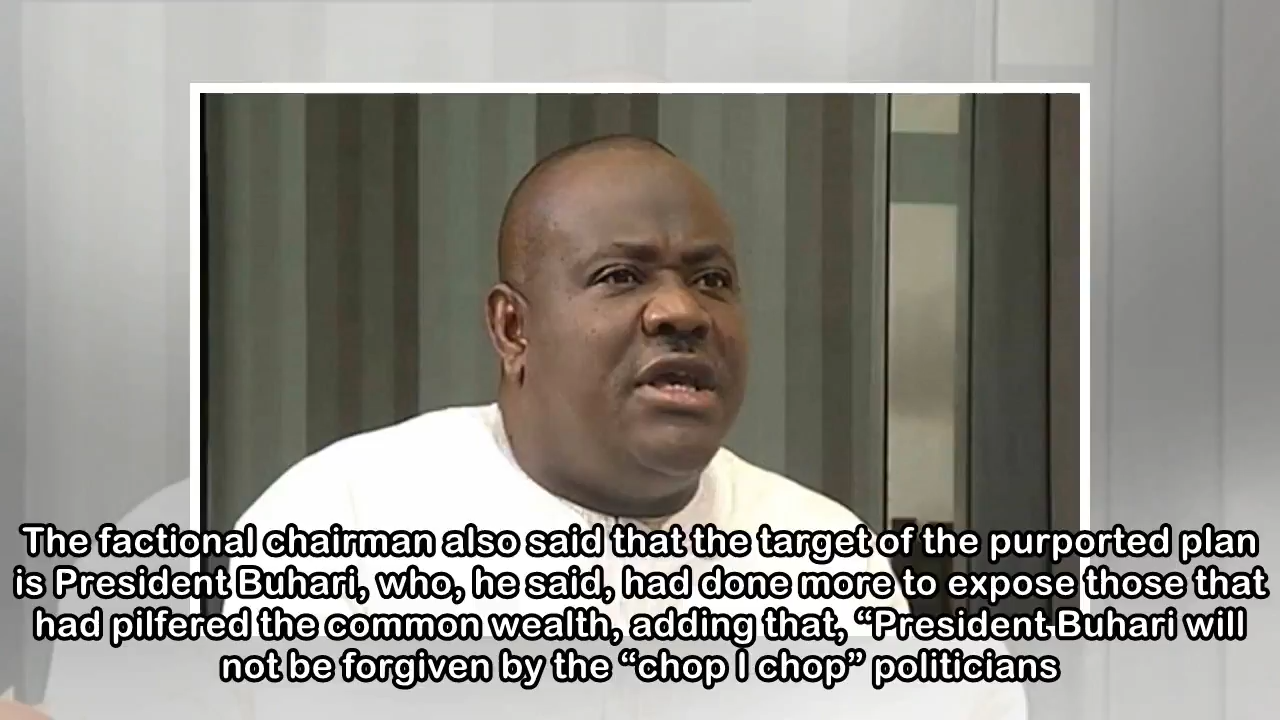 The factional chairman also said that the target of the purported plan
is President Buhari, who, he said, had done more to expose those that
had pilfered the common wealth, adding that, “President Buhari will
not be forgiven by the “chop I chop” politicians